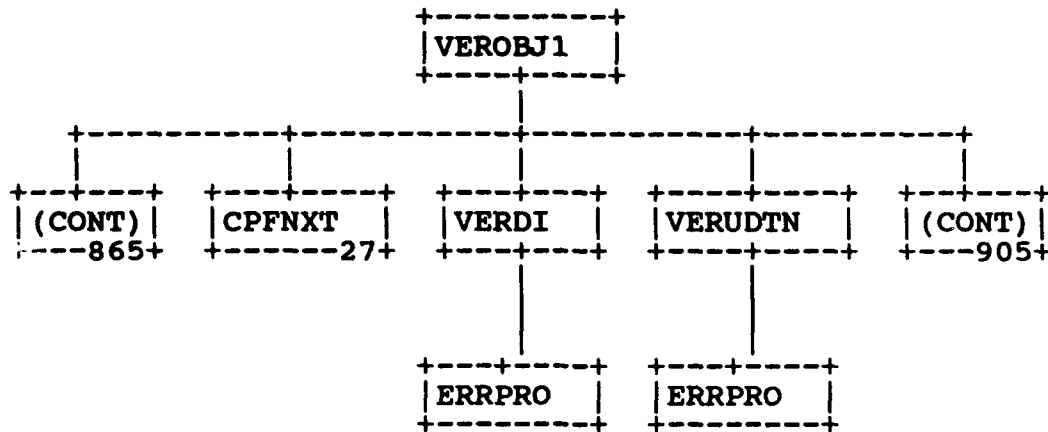 VEROBJ1
(CONT) CPFNXT VERDI VERUDTN (CONT)
865 27 905
ERRPRO ERRPRO